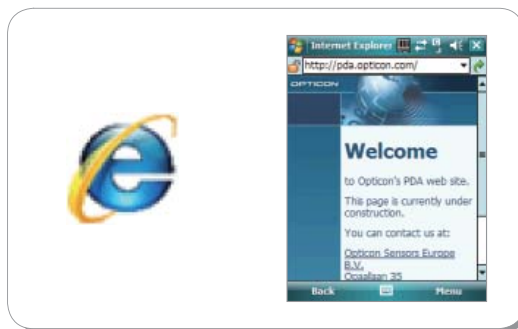 Internet Explorer
http://pda.opticon.com/
OPTICON
Welcome
to Opticon's PDA web site.
This page is currently under
construction.
You can contact us at:
Opticon Sensors Europe
B.V.
Opaalaan 35
Back Menu